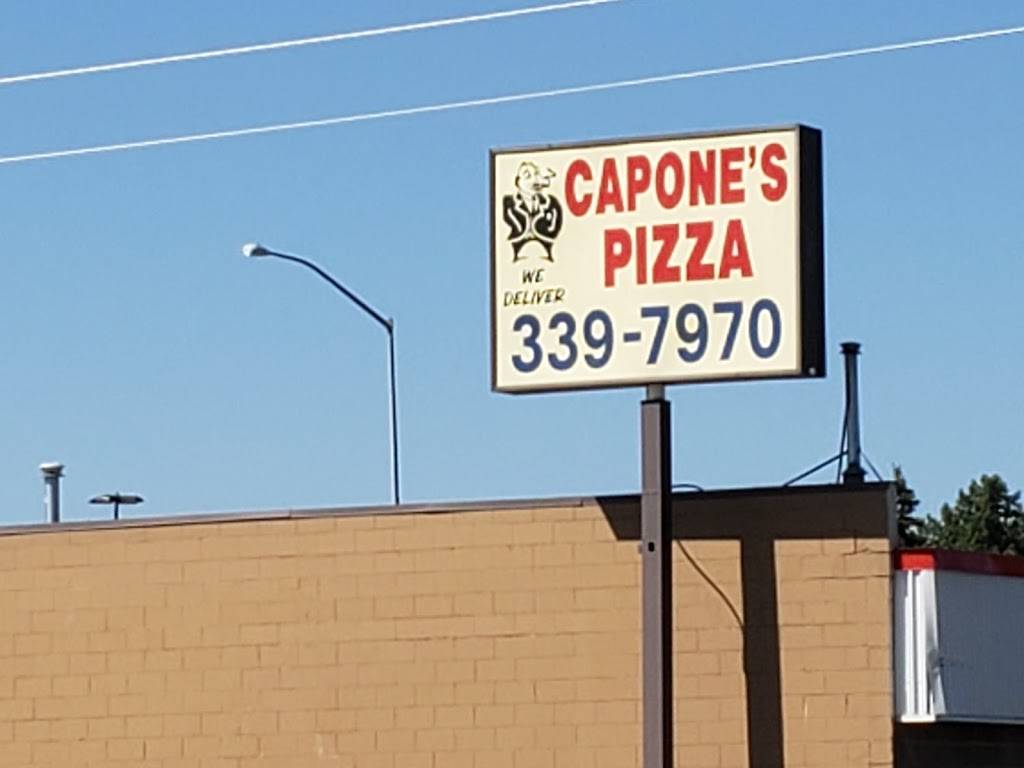 CAPONE'S
PIZZA
WE
DELIVER
339-7970